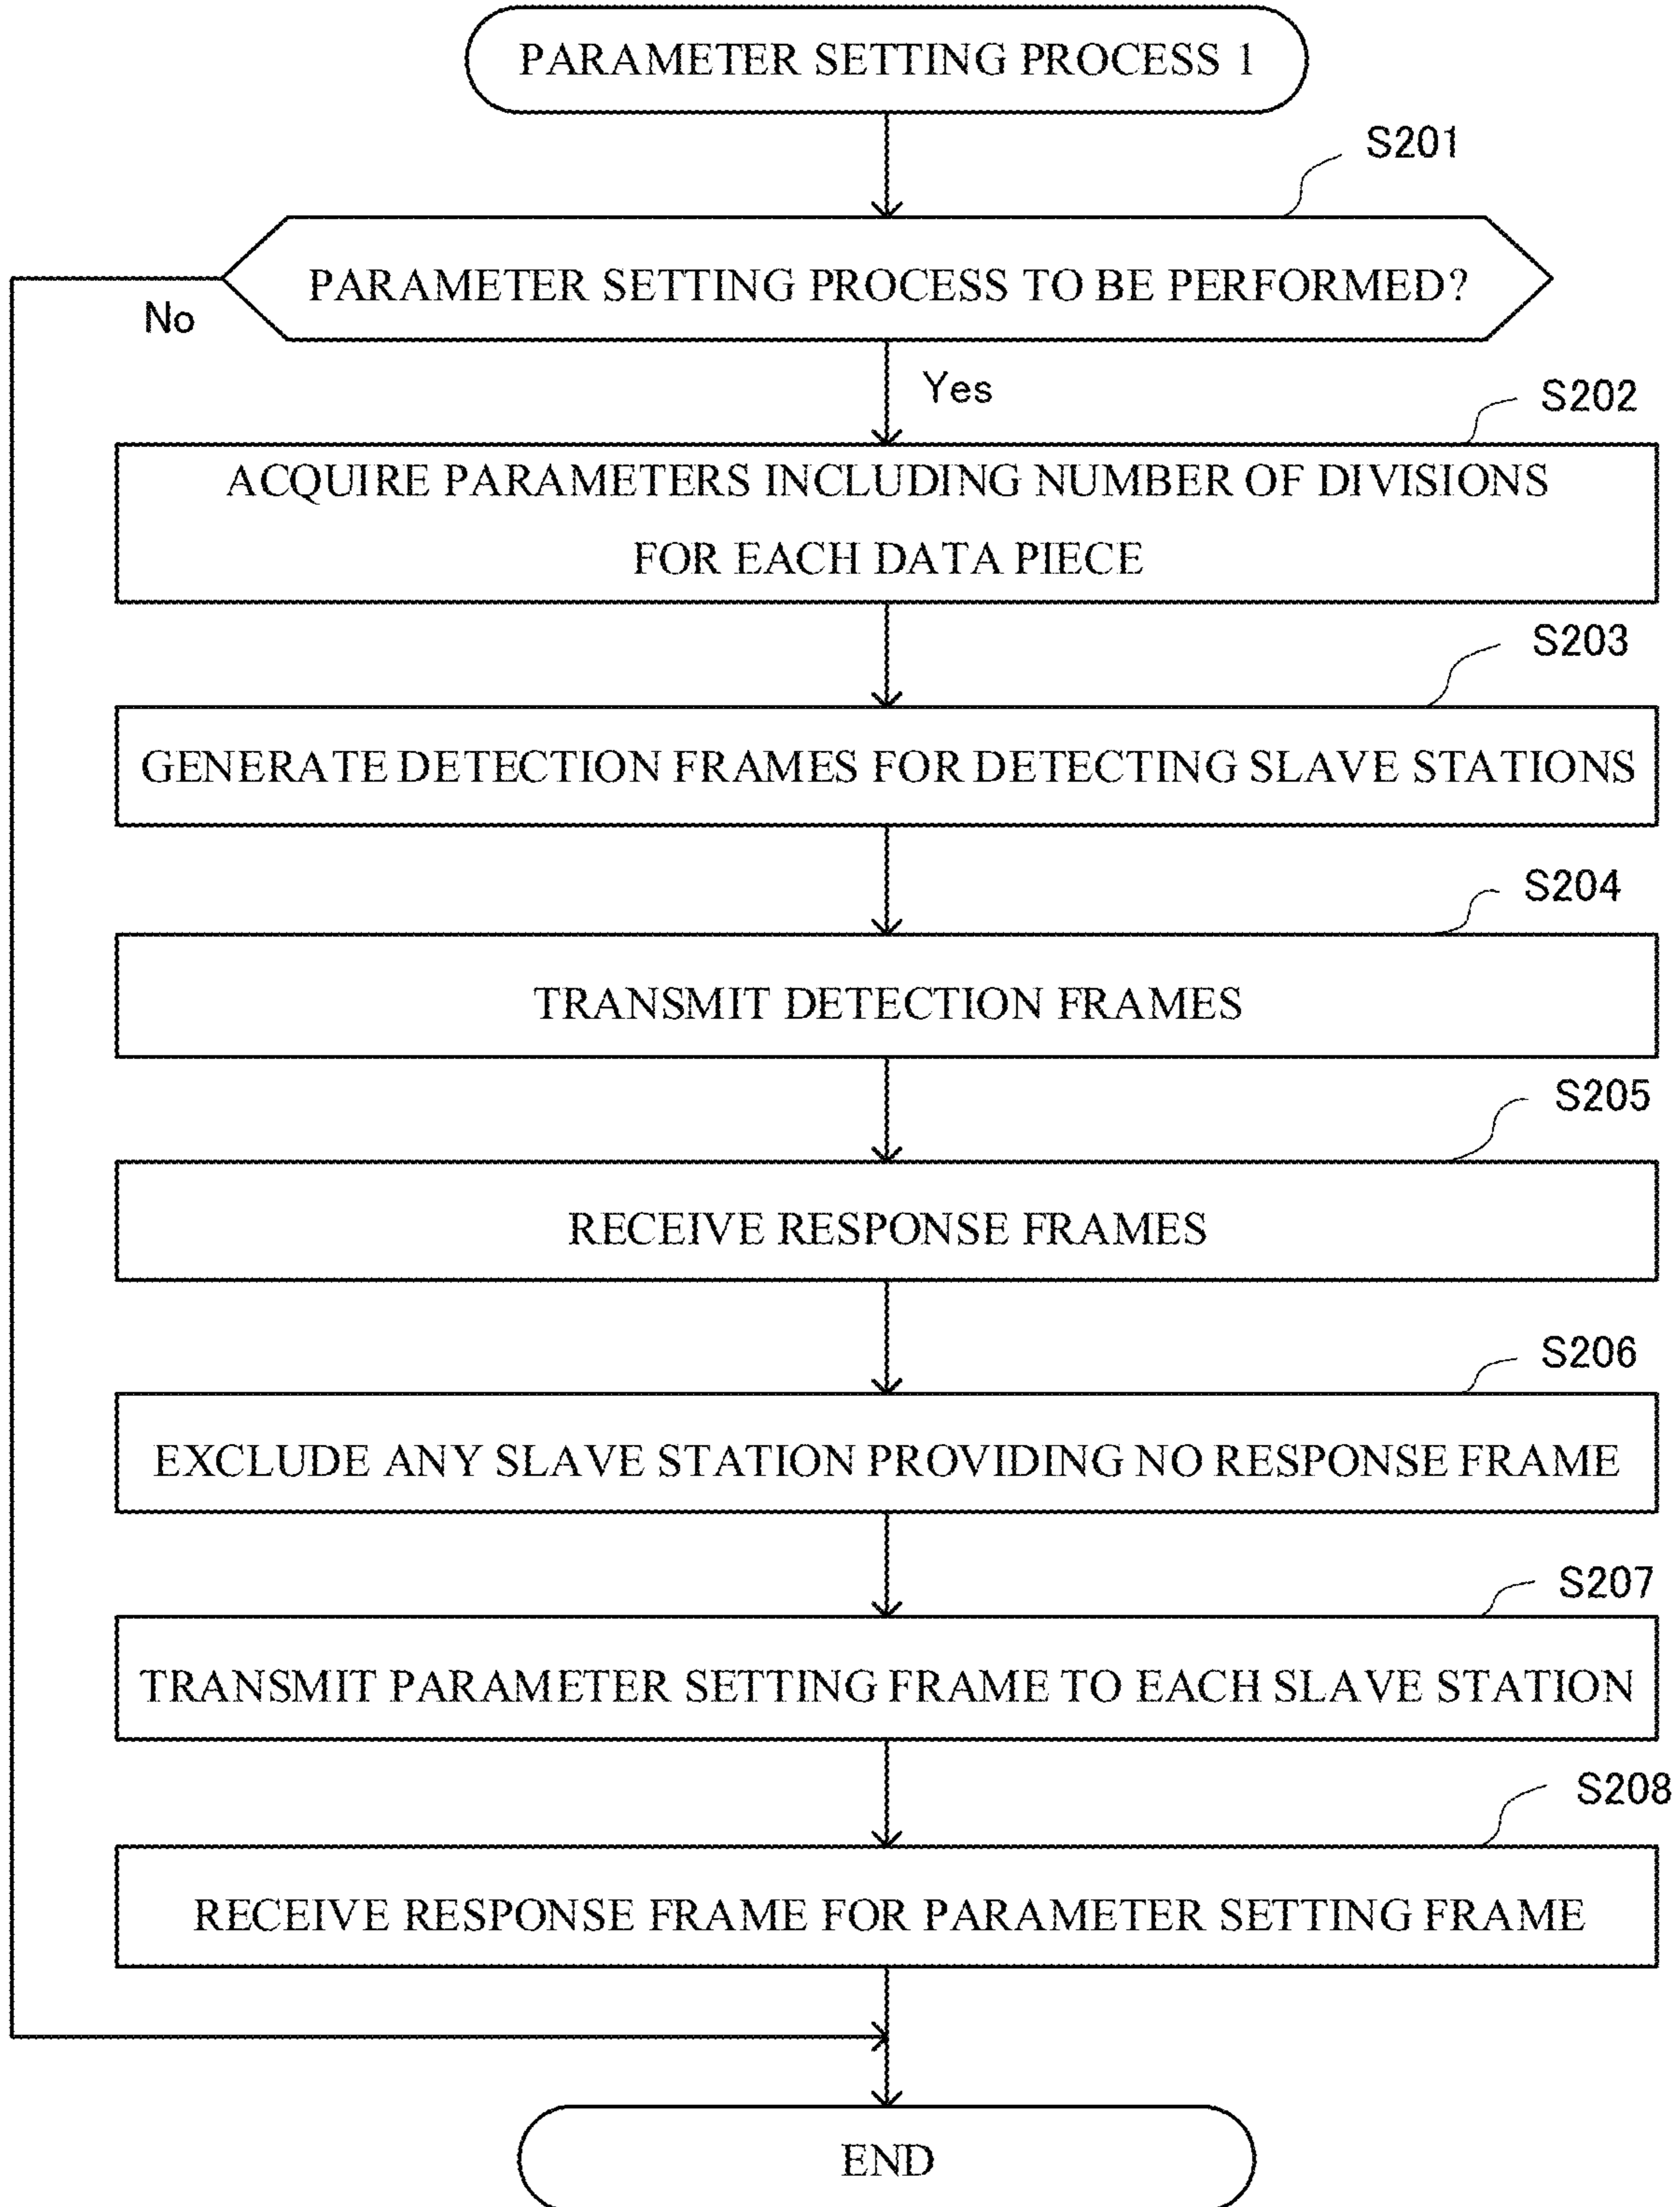 PARAMETER SETTING PROCESS 1
S201
PARAMETER SETTING PROCESS TO BE PERFORMED?
No
Yes
S202
ACQUIRE PARAMETERS INCLUDING NUMBER OF DIVISIONS
FOR EACH DATA PIECE
S203
GENERATE DETECTION FRAMES FOR DETECTING SLAVE STATIONS
S204
TRANSMIT DETECTION FRAMES
S205
RECEIVE RESPONSE FRAMES
S206
EXCLUDE ANY SLAVE STATION PROVIDING NO RESPONSE FRAME
S207
TRANSMIT PARAMETER SETTING FRAME TO EACH SLAVE STATION
S208
RECEIVE RESPONSE FRAME FOR PARAMETER SETTING FRAME
END